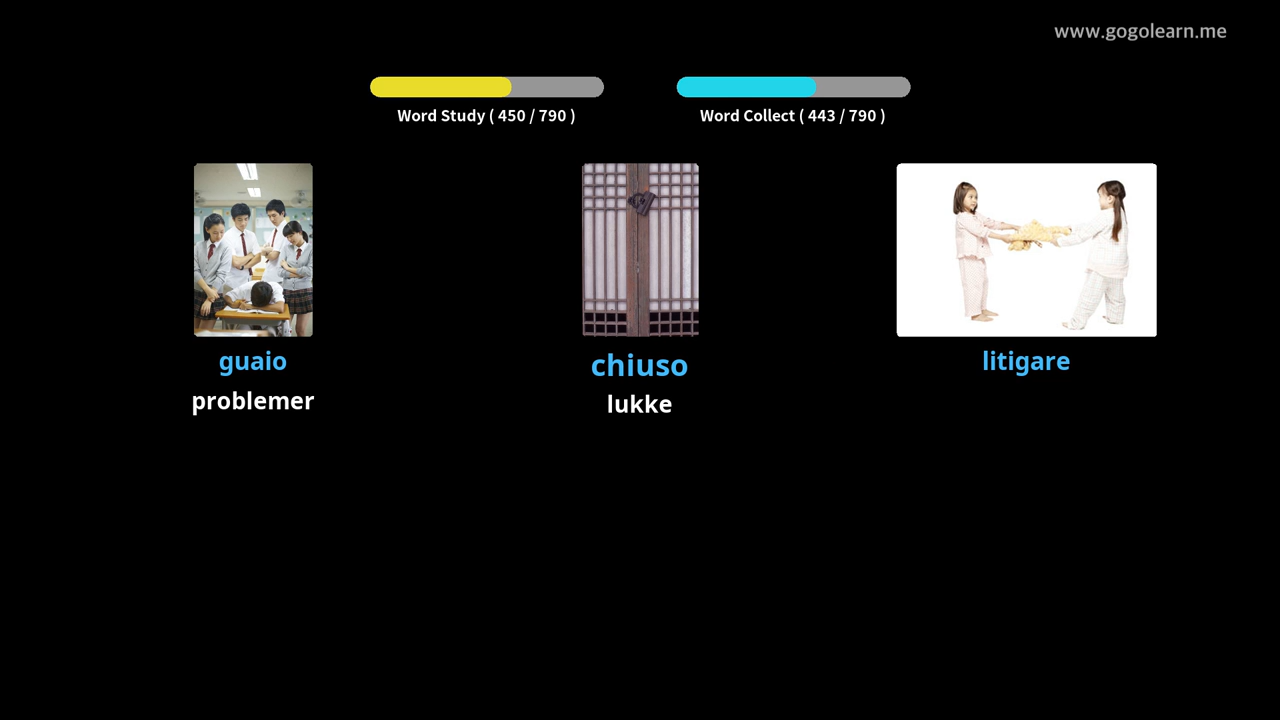 www.gogolearn.me
Word Study ( 450 / 790 )
Word Collect ( 443 / 790 )
guaio
problemer
chiuso
lukke
litigare